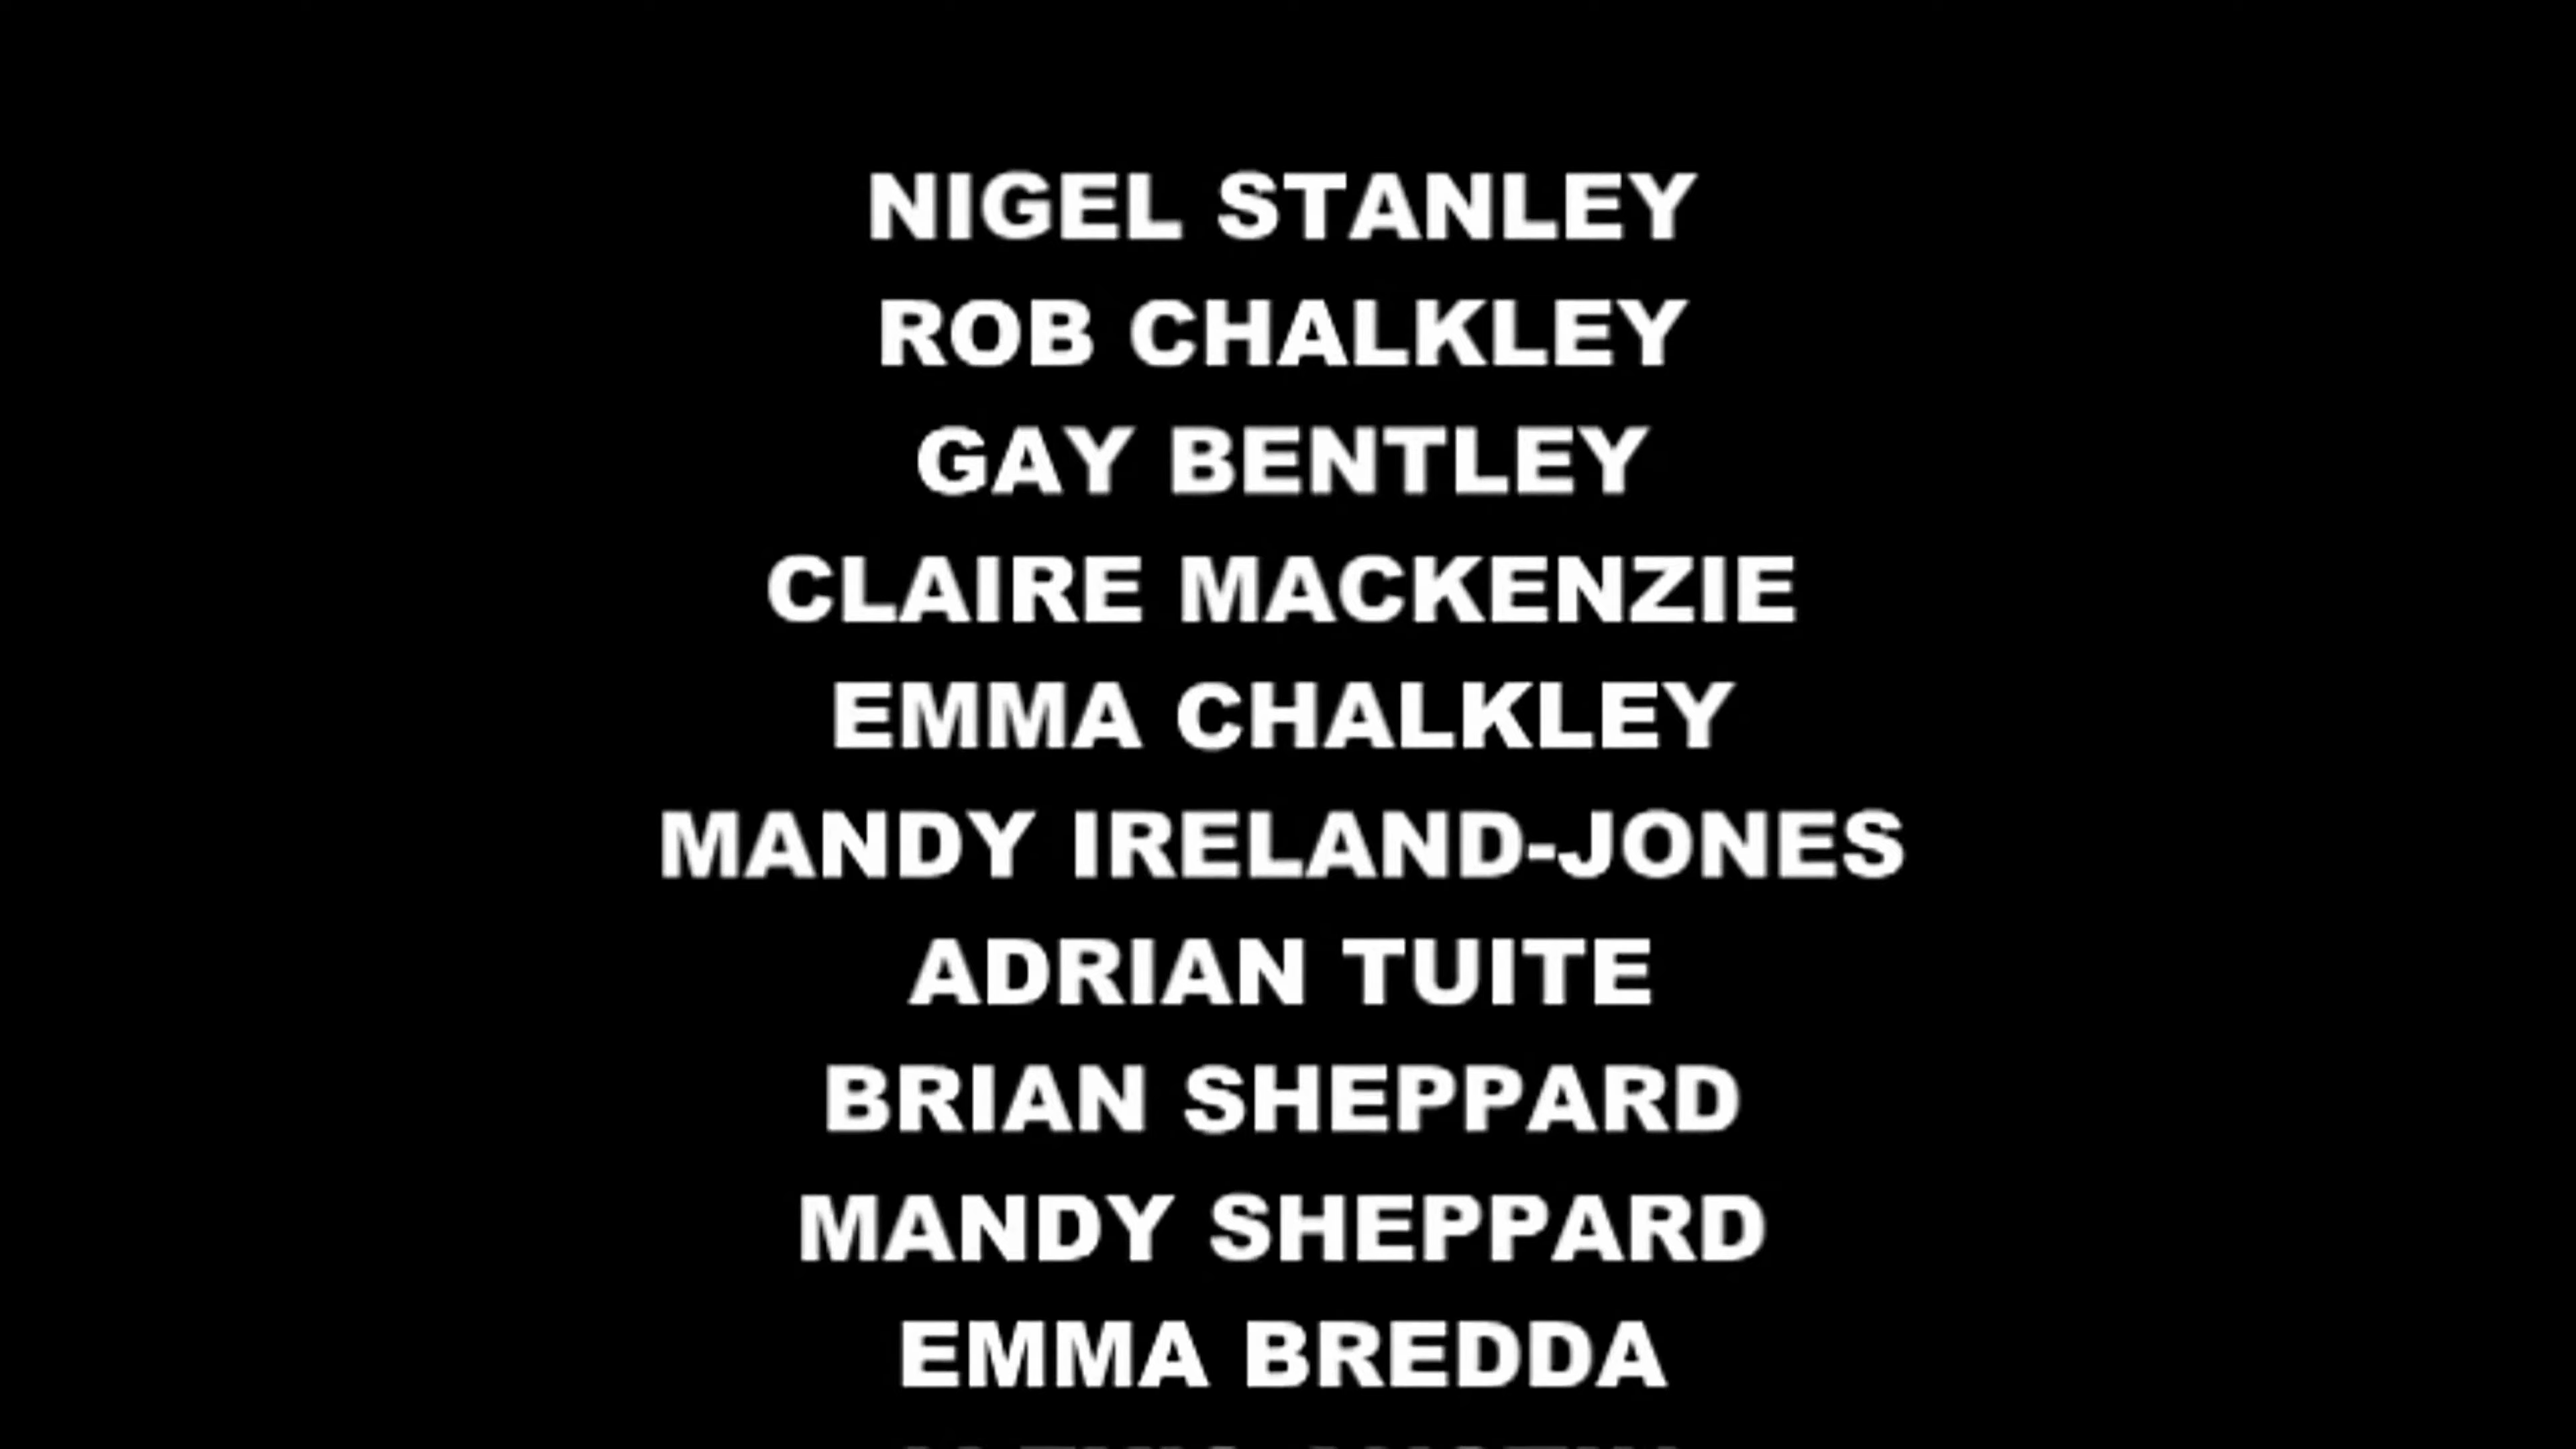 NIGEL STANLEY
ROB CHALKLEY
GAY BENTLEY
CLAIRE MACKENZIE
EMMA CHALKLEY
MANDY IRELAND-JONES
ADRIAN TUITE
BRIAN SHEPPARD
MANDY SHEPPARD
EMMA BREDDA